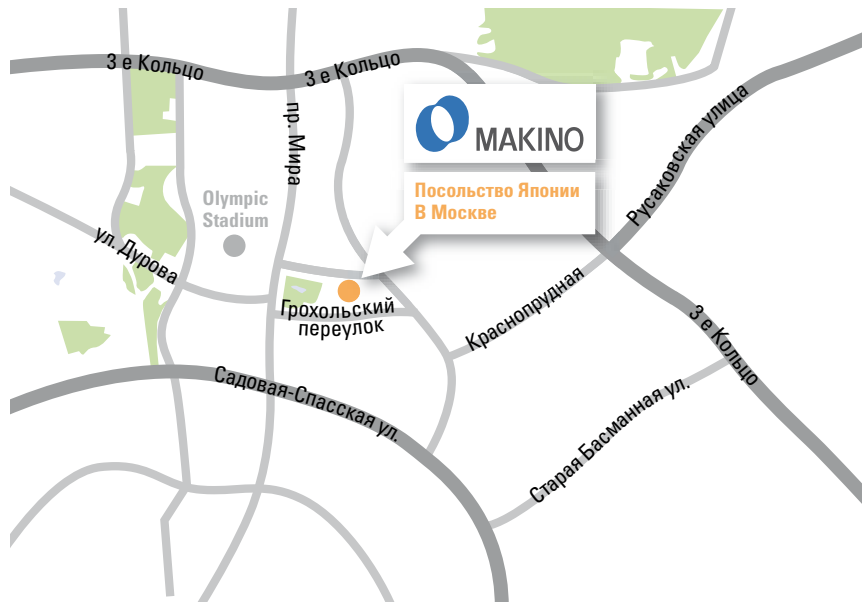 3 е Кольцо
3 е Кольцо
пр. Мира
MAKINO
Русаковская улица
Посольство Японии
В Москве
Olympic
Stadium
ул. Дурова
Грохольский
переулок
Краснопрудная
3 е Кольцо
Садовая-Спасская ул.
Старая Басманная ул.